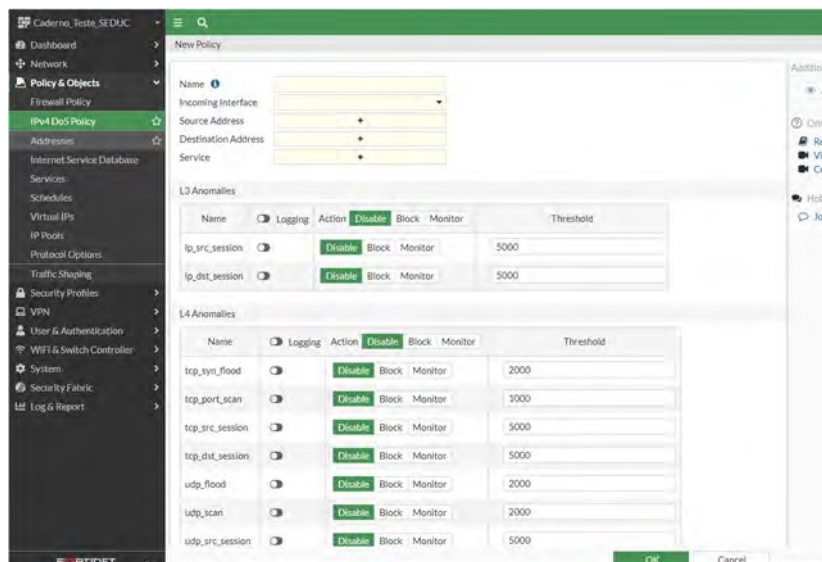 Caderno_Teste_SEDUC
Dashboard
Network
Policy & Objects
Firewall Policy
IPv4 DoS Policy
Addresses
Internet Service Database
Services
Schedules
Virtual IPs
IP Pools
Protocol Options
Traffic Shaping
Security Profiles
VPN
User & Authentication
WiFi & Switch Controller
System
Security Fabric
Log & Report
New Policy
Name
Incoming Interface
Source Address +
Destination Address +
Service +
L3 Anomalies
Name Logging Action Disable Block Monitor Threshold
ip_src_session Disable Block Monitor 5000
ip_dst_session Disable Block Monitor 5000
L4 Anomalies
Name Logging Action Disable Block Monitor Threshold
tcp_syn_flood Disable Block Monitor 2000
tcp_port_scan Disable Block Monitor 1000
tcp_src_session Disable Block Monitor 5000
tcp_dst_session Disable Block Monitor 5000
udp_flood Disable Block Monitor 2000
udp_scan Disable Block Monitor 2000
udp_src_session Disable Block Monitor 5000
OK Cancel